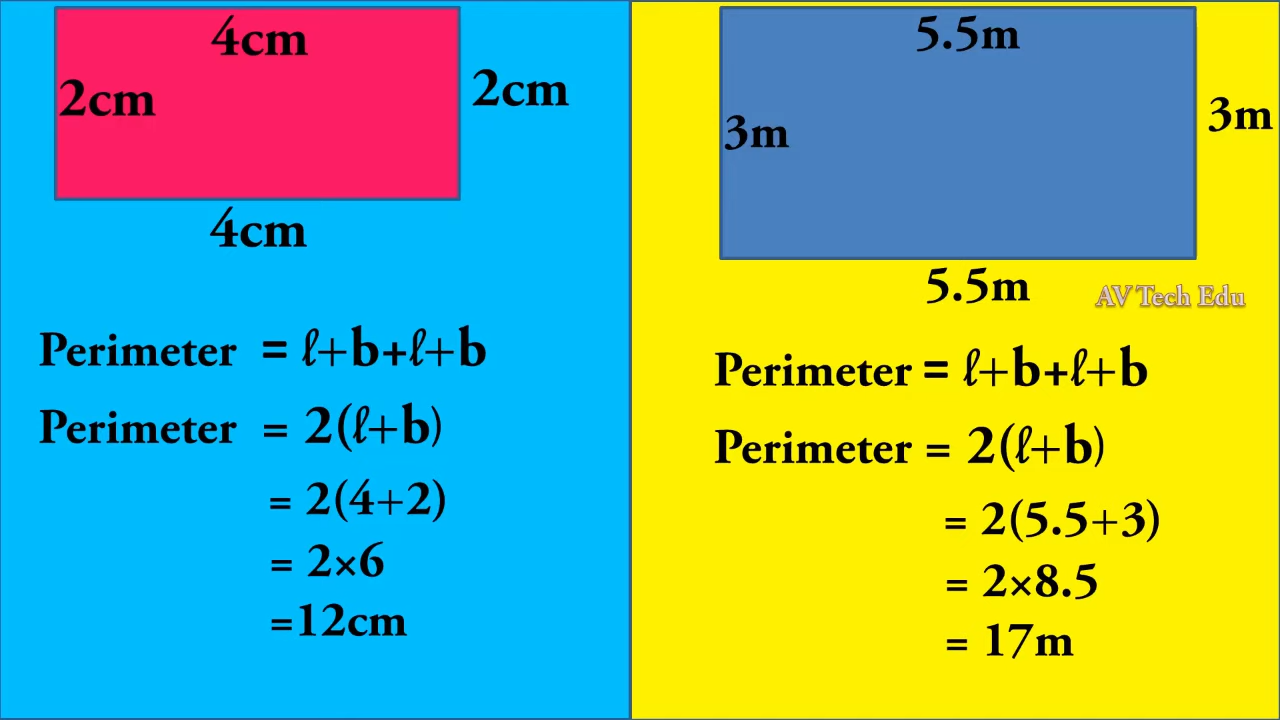 4cm
2cm
2cm
4cm
Perimeter = ℓ+b+ℓ+b
Perimeter = 2(ℓ+b)
= 2(4+2)
= 2×6
=12cm
5.5m
3m
3m
5.5m
AV Tech Edu
Perimeter = ℓ+b+ℓ+b
Perimeter = 2(ℓ+b)
= 2(5.5+3)
= 2×8.5
= 17m